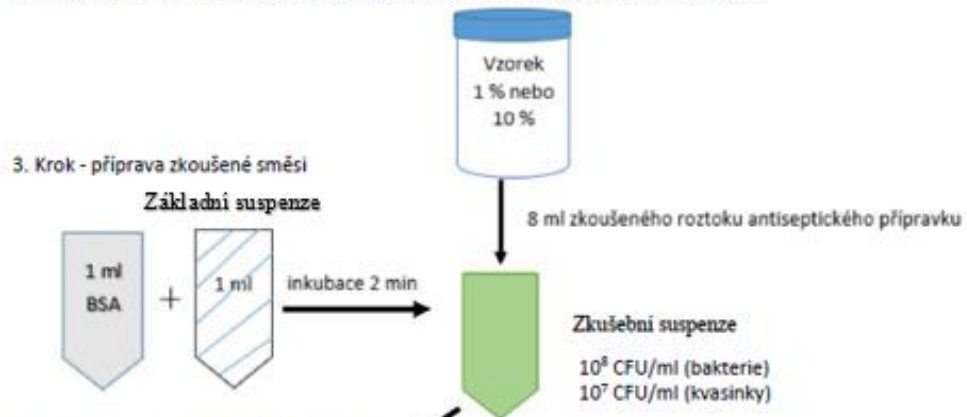 Vzorek
1 % nebo
10 %
3. Krok - příprava zkoušené směsi
Základní suspenze
8 ml zkoušeného roztoku antiseptického přípravku
1 ml
BSA
+
1 ml
inkubace 2 min
Zkušební suspenze
10⁸ CFU/ml (bakterie)
10⁷ CFU/ml (kvasinky)